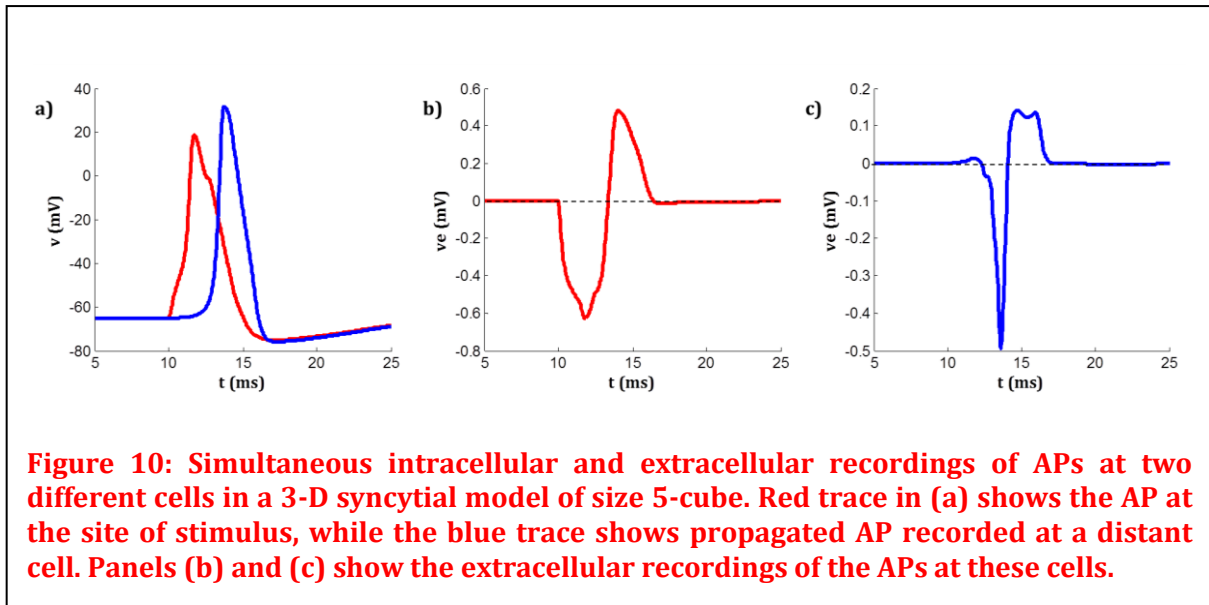 a)
40
20
0
-20
-40
-60
-80
v (mV)
5 10 15 20 25
t (ms)
b)
0.6
0.4
0.2
0
-0.2
-0.4
-0.6
-0.8
ve (mV)
5 10 15 20 25
t (ms)
c)
0.2
0.1
0
-0.1
-0.2
-0.3
-0.4
-0.5
ve (mV)
5 10 15 20 25
t (ms)
Figure 10: Simultaneous intracellular and extracellular recordings of APs at two
different cells in a 3-D syncytial model of size 5-cube. Red trace in (a) shows the AP at
the site of stimulus, while the blue trace shows propagated AP recorded at a distant
cell. Panels (b) and (c) show the extracellular recordings of the APs at these cells.